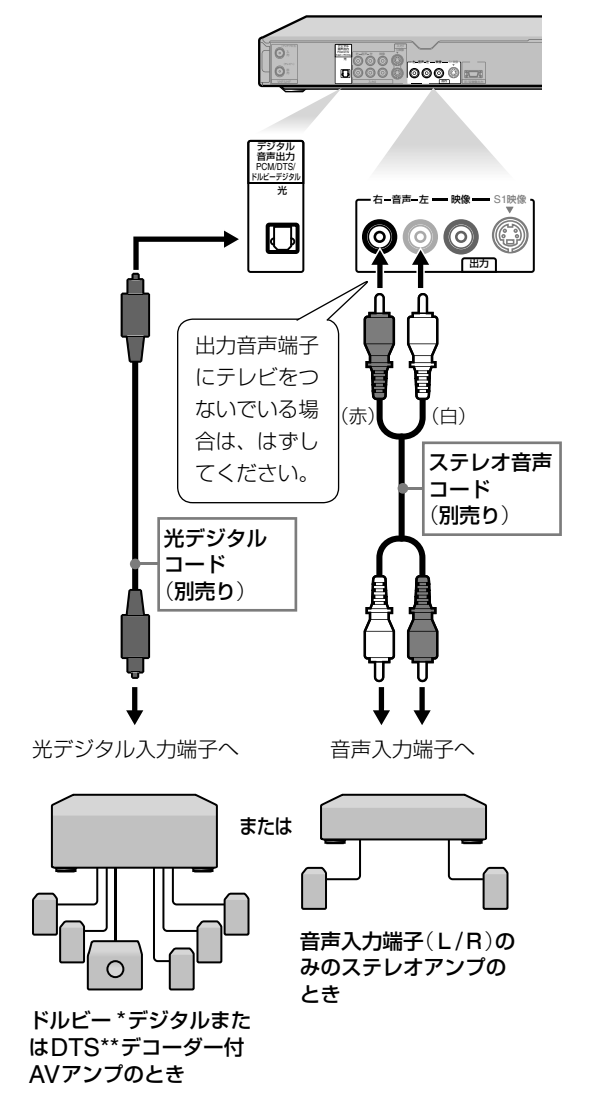 デジタル
音声出力
PCM/DTS/
ドルビーデジタル
光
右 音声 左 映像 S1映像
出力
出力音声端子
にテレビをつ
ないでいる場
合は、はずし
てください。
(赤)
(白)
ステレオ音声
コード
(別売り)
光デジタル
コード
(別売り)
光デジタル入力端子へ
音声入力端子へ
または
音声入力端子(L/R)の
みのステレオアンプの
とき
ドルビー*デジタルまた
はDTS**デコーダー付
AVアンプのとき